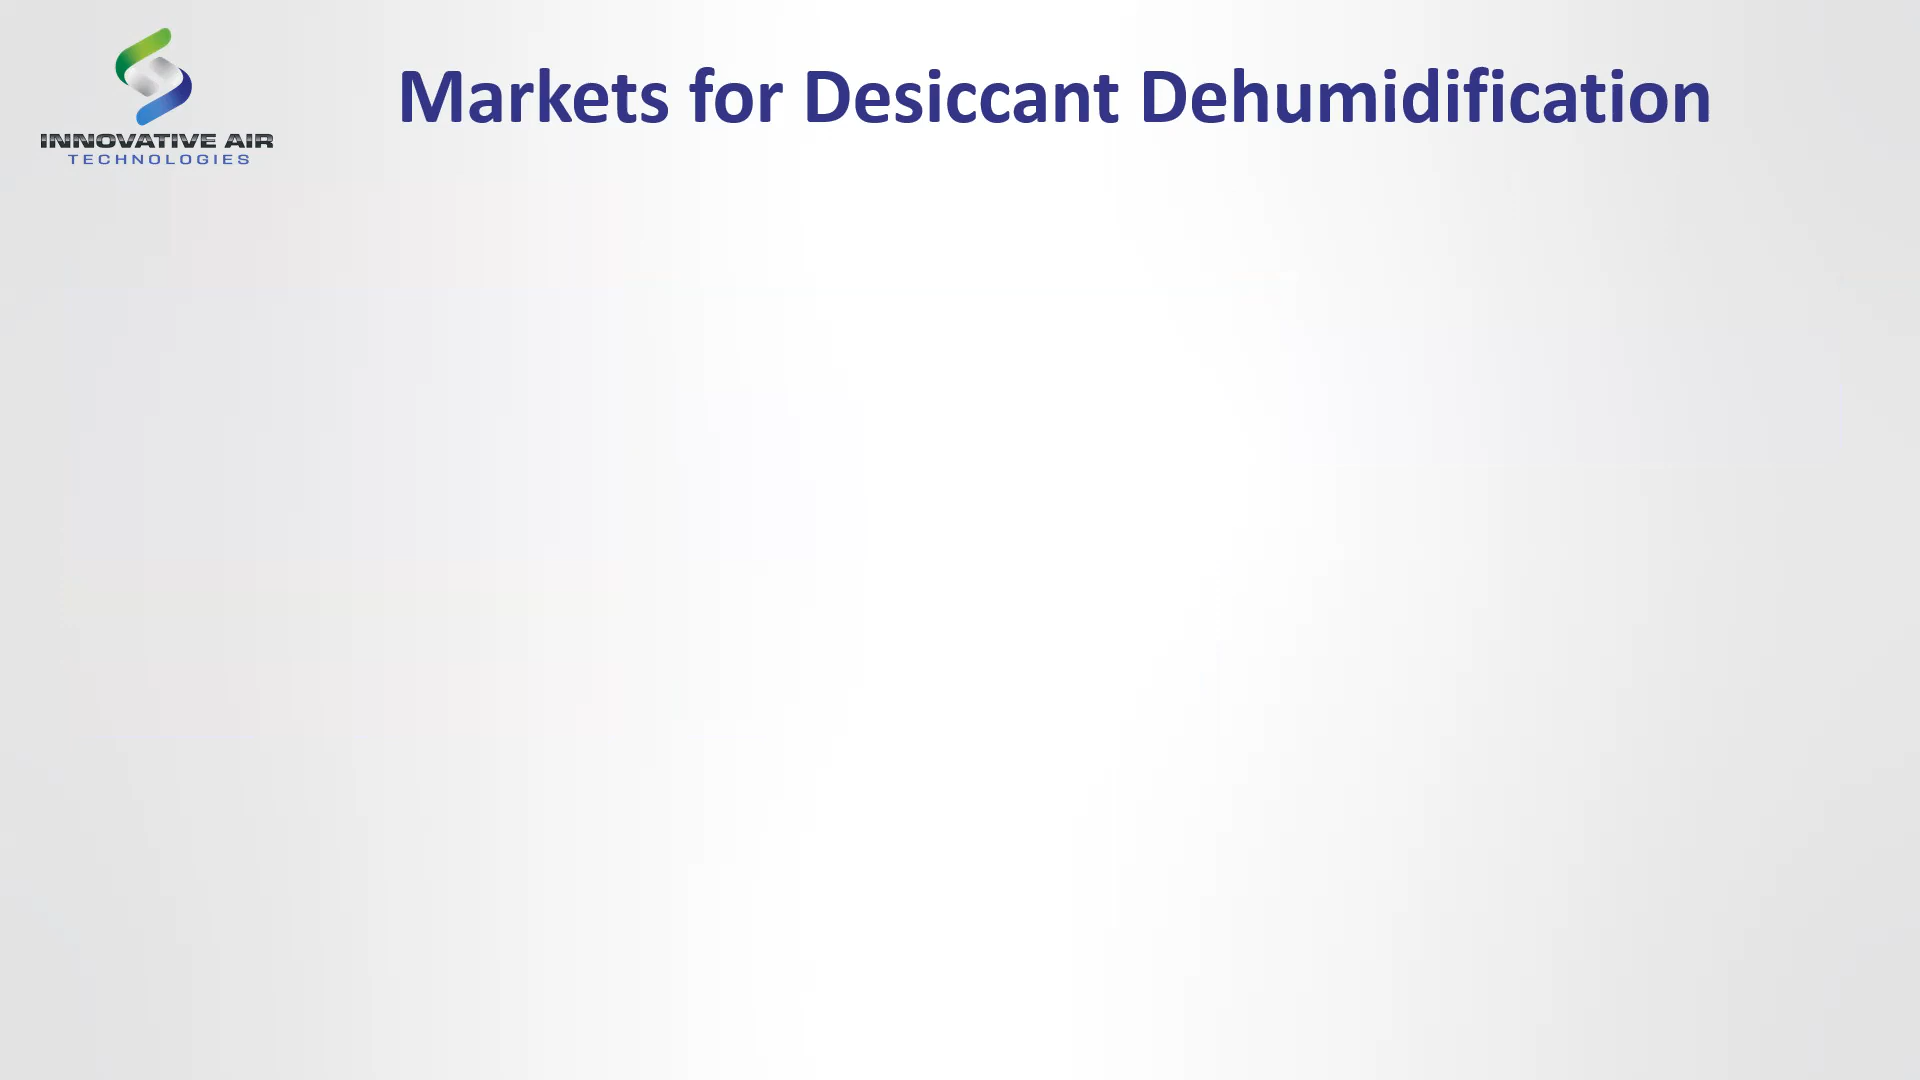 Markets for Desiccant Dehumidification
INNOVATIVE AIR
TECHNOLOGIES